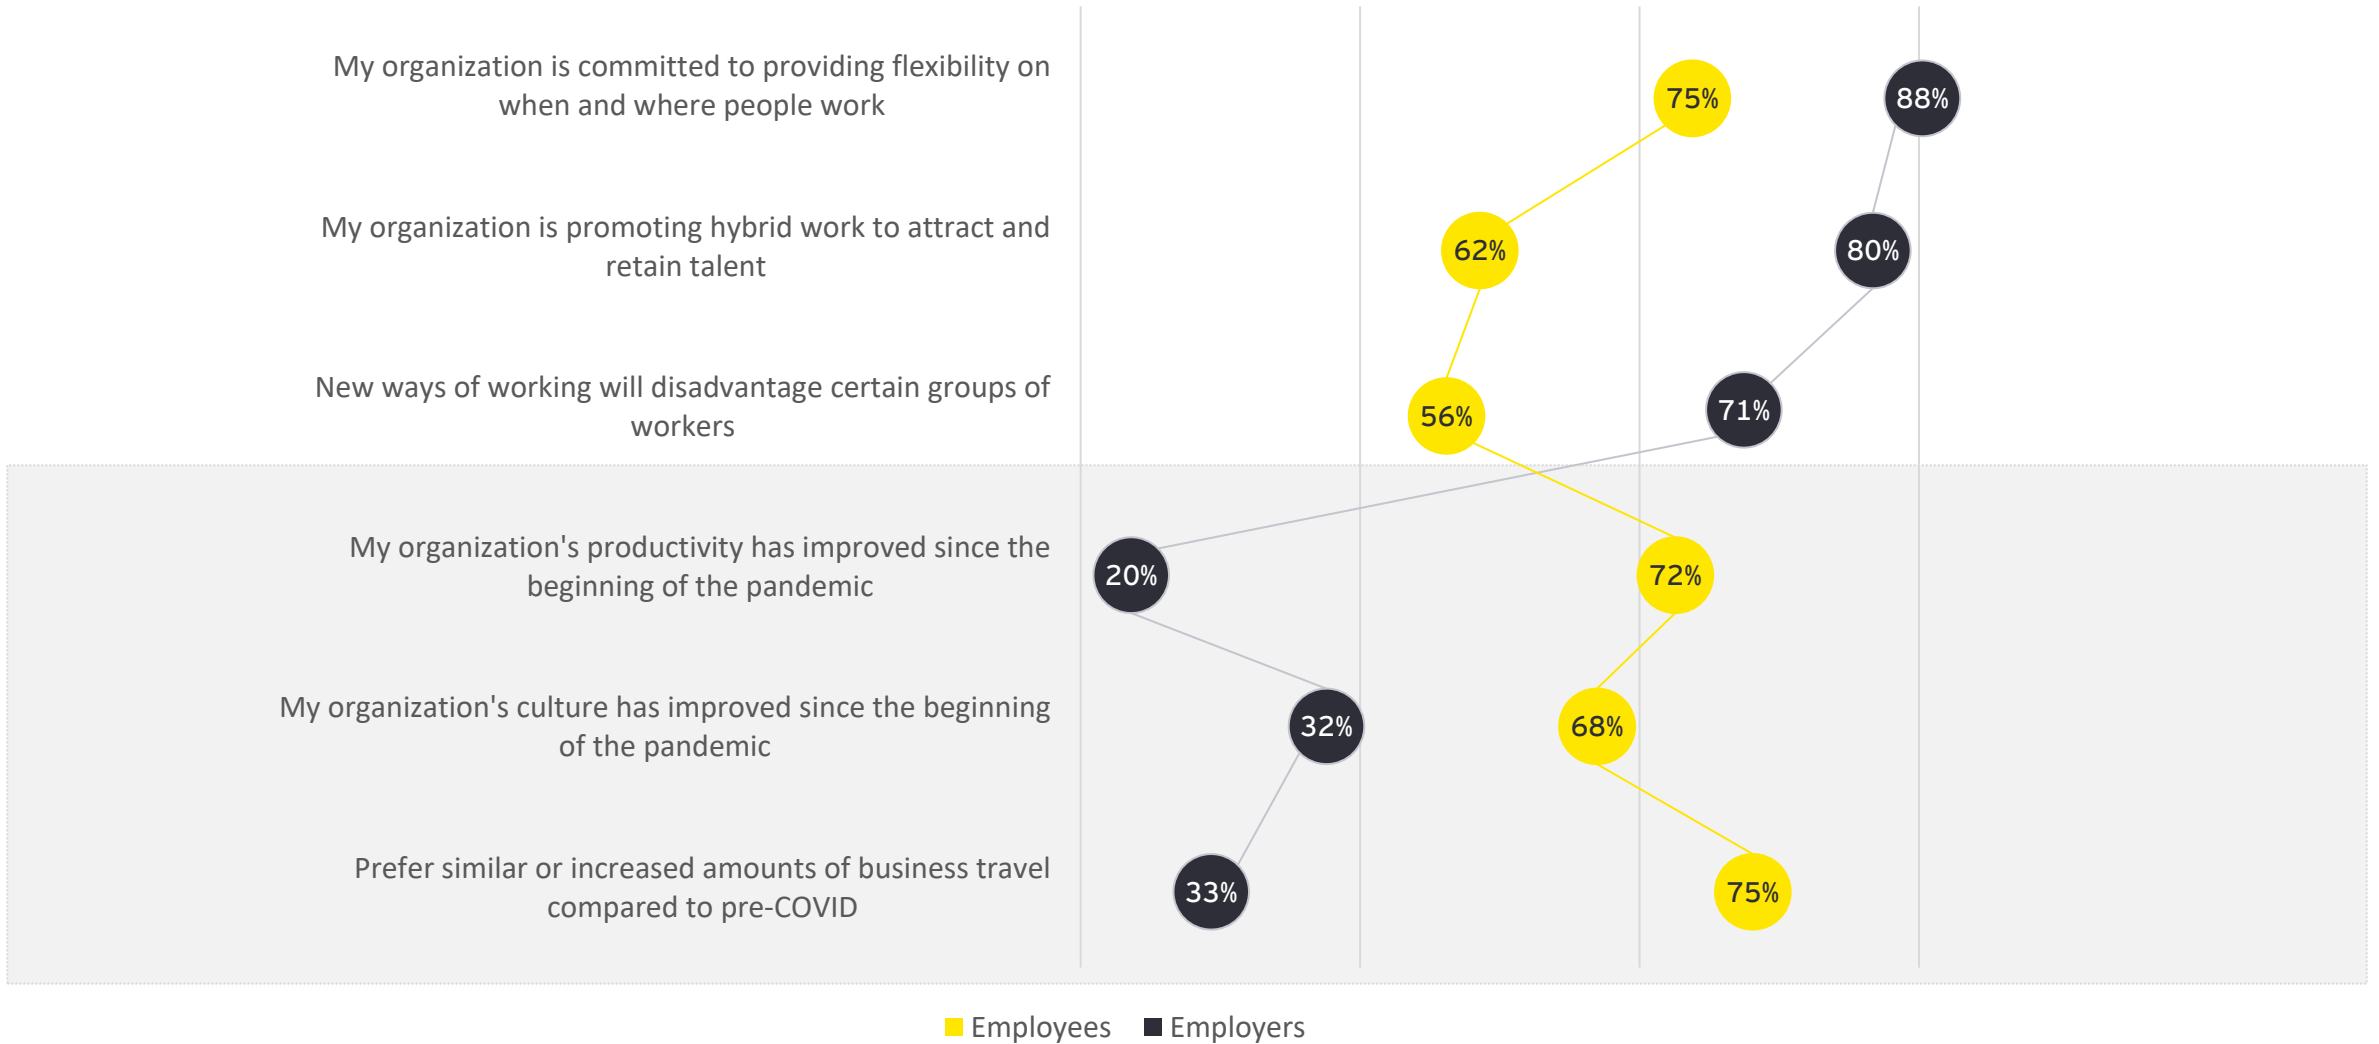 My organization is committed to providing flexibility on
when and where people work
75%
88%
My organization is promoting hybrid work to attract and
retain talent
62%
80%
New ways of working will disadvantage certain groups of
workers
56%
71%
My organization's productivity has improved since the
beginning of the pandemic
20%
72%
My organization's culture has improved since the beginning
of the pandemic
32%
68%
Prefer similar or increased amounts of business travel
compared to pre-COVID
33%
75%
Employees
Employers